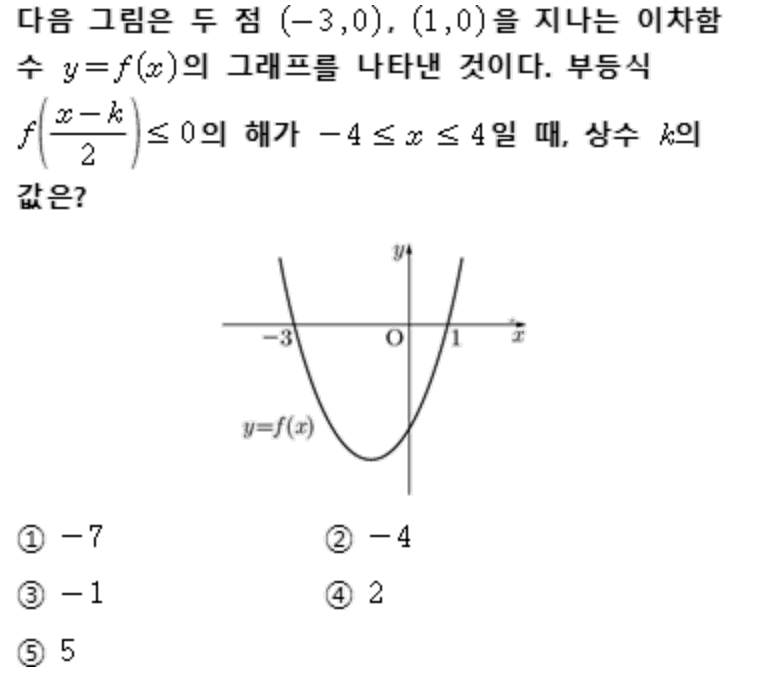 다음 그림은 두 점 (−3,0), (1,0)을 지나는 이차함
수 y=f(x)의 그래프를 나타낸 것이다. 부등식
f((x−k)/2) ≤ 0의 해가 −4 ≤ x ≤ 4일 때, 상수 k의
값은?
y
−3 O 1 x
y=f(x)
① −7 ② −4
③ −1 ④ 2
⑤ 5